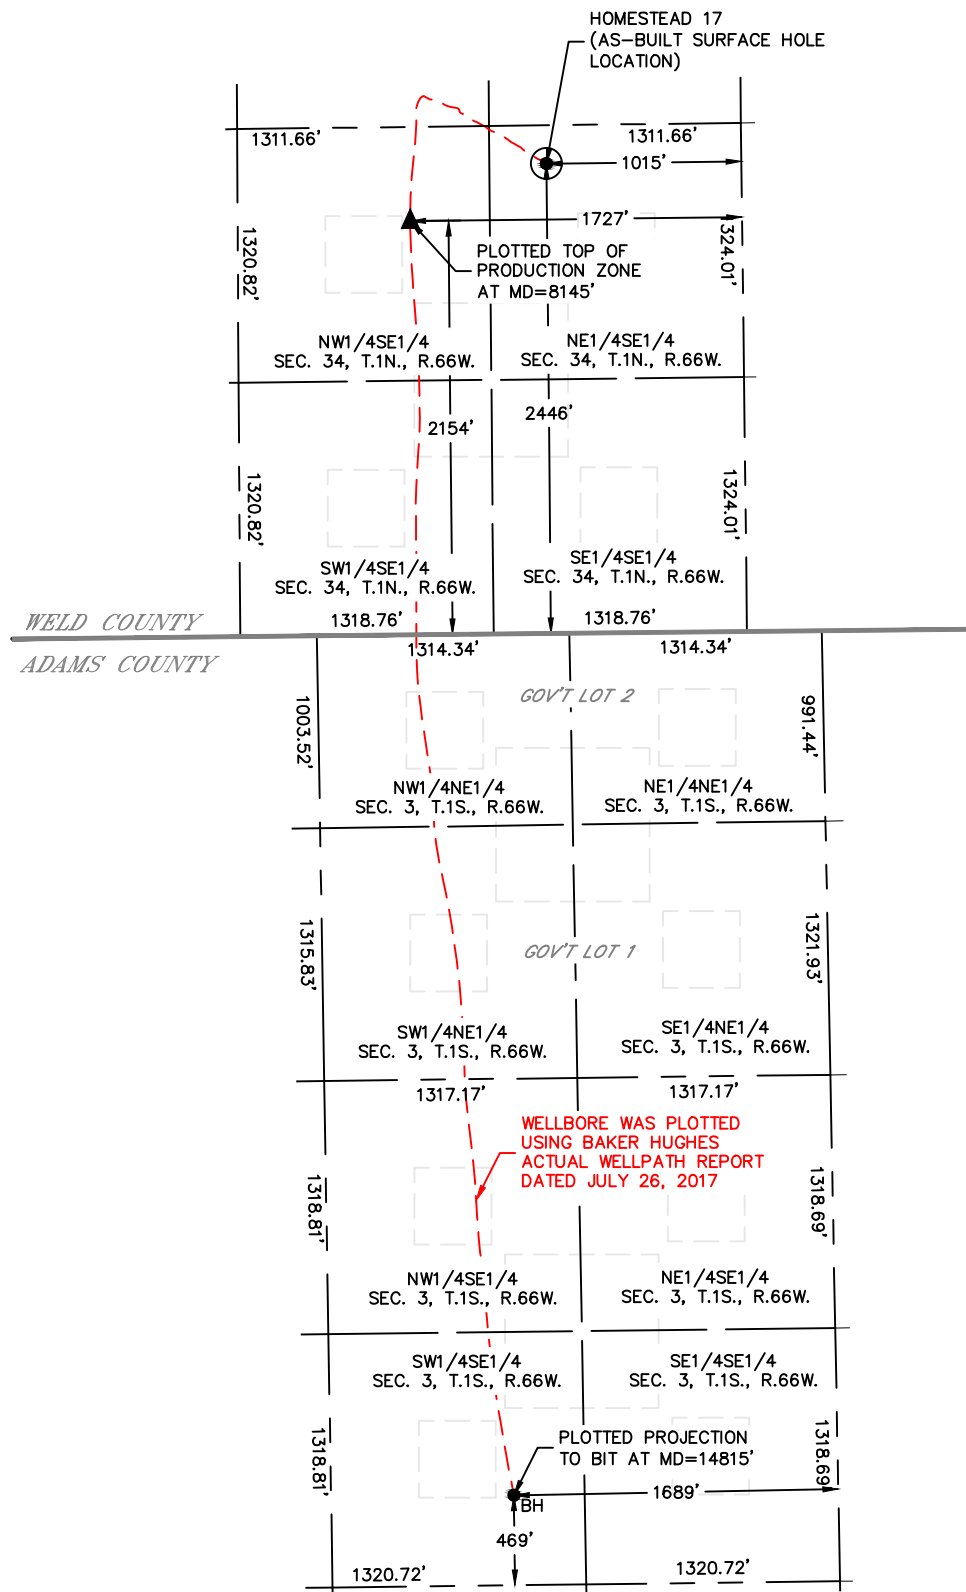 HOMESTEAD 17
(AS-BUILT SURFACE HOLE
LOCATION)
1311.66'
1311.66'
1015'
1727'
PLOTTED TOP OF
PRODUCTION ZONE
AT MD=8145'
1320.82'
1324.01'
NW1/4SE1/4
SEC. 34, T.1N., R.66W.
NE1/4SE1/4
SEC. 34, T.1N., R.66W.
2154'
2446'
1320.82'
1324.01'
SW1/4SE1/4
SEC. 34, T.1N., R.66W.
SE1/4SE1/4
SEC. 34, T.1N., R.66W.
1318.76'
1318.76'
WELD COUNTY
ADAMS COUNTY
1314.34'
1314.34'
GOV'T LOT 2
1003.52'
991.44'
NW1/4NE1/4
SEC. 3, T.1S., R.66W.
NE1/4NE1/4
SEC. 3, T.1S., R.66W.
1315.83'
GOV'T LOT 1
1321.93'
SW1/4NE1/4
SEC. 3, T.1S., R.66W.
SE1/4NE1/4
SEC. 3, T.1S., R.66W.
1317.17'
1317.17'
WELLBORE WAS PLOTTED
USING BAKER HUGHES
ACTUAL WELLPATH REPORT
DATED JULY 26, 2017
1318.81'
1318.69'
NW1/4SE1/4
SEC. 3, T.1S., R.66W.
NE1/4SE1/4
SEC. 3, T.1S., R.66W.
SW1/4SE1/4
SEC. 3, T.1S., R.66W.
SE1/4SE1/4
SEC. 3, T.1S., R.66W.
1318.81'
PLOTTED PROJECTION
TO BIT AT MD=14815'
1318.69'
1689'
BH
469'
1320.72'
1320.72'